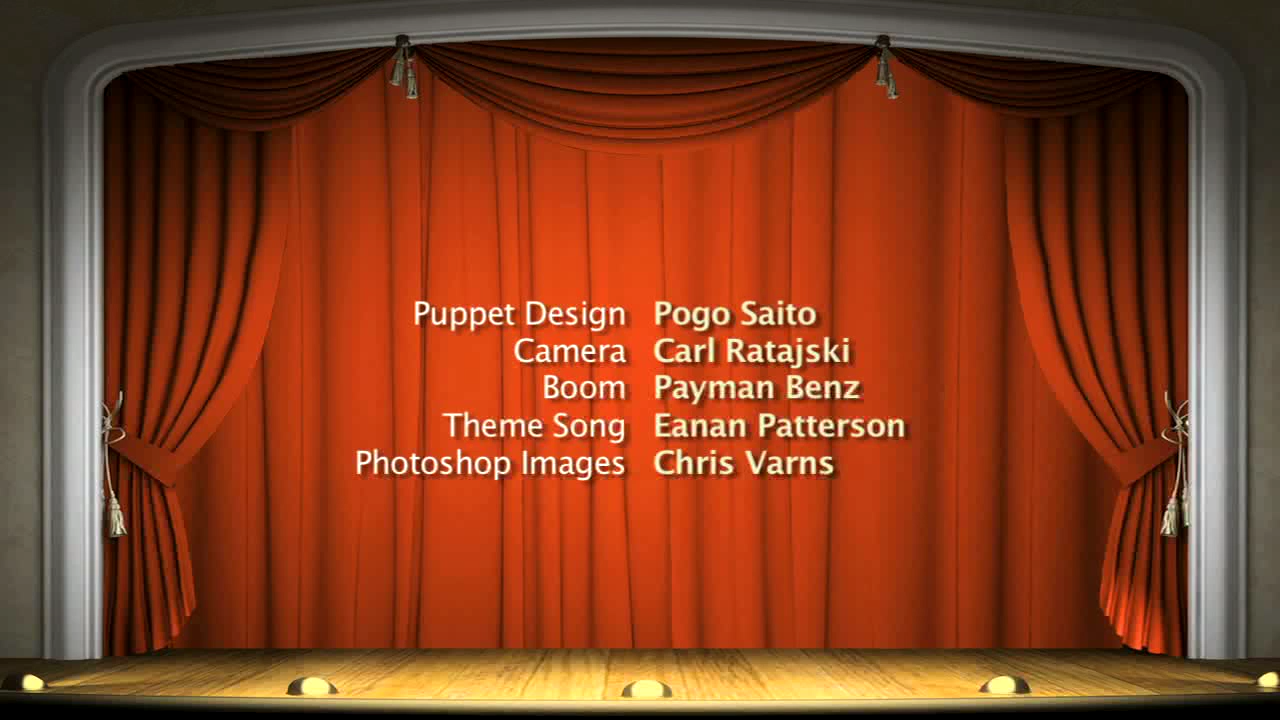 Puppet Design Pogo Saito
Camera Carl Ratajski
Boom Payman Benz
Theme Song Eanan Patterson
Photoshop Images Chris Varns